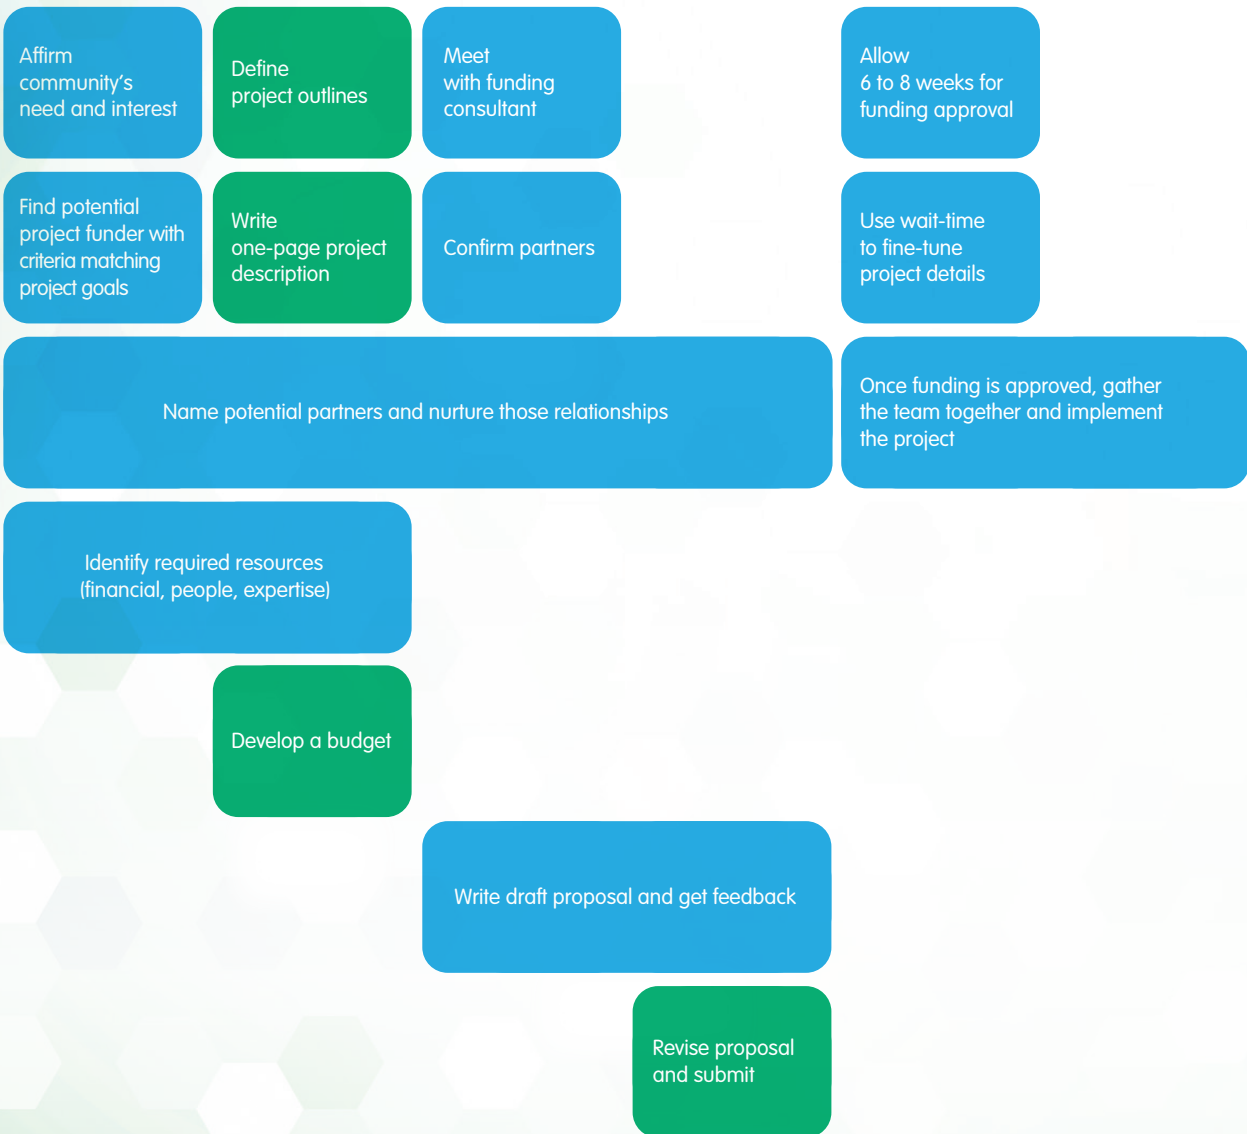 Affirm
community’s
need and interest
Define
project outlines
Meet
with funding
consultant
Allow
6 to 8 weeks for
funding approval
Find potential
project funder with
criteria matching
project goals
Write
one-page project
description
Confirm partners
Use wait-time
to fine-tune
project details
Name potential partners and nurture those relationships
Once funding is approved, gather
the team together and implement
the project
Identify required resources
(financial, people, expertise)
Develop a budget
Write draft proposal and get feedback
Revise proposal
and submit